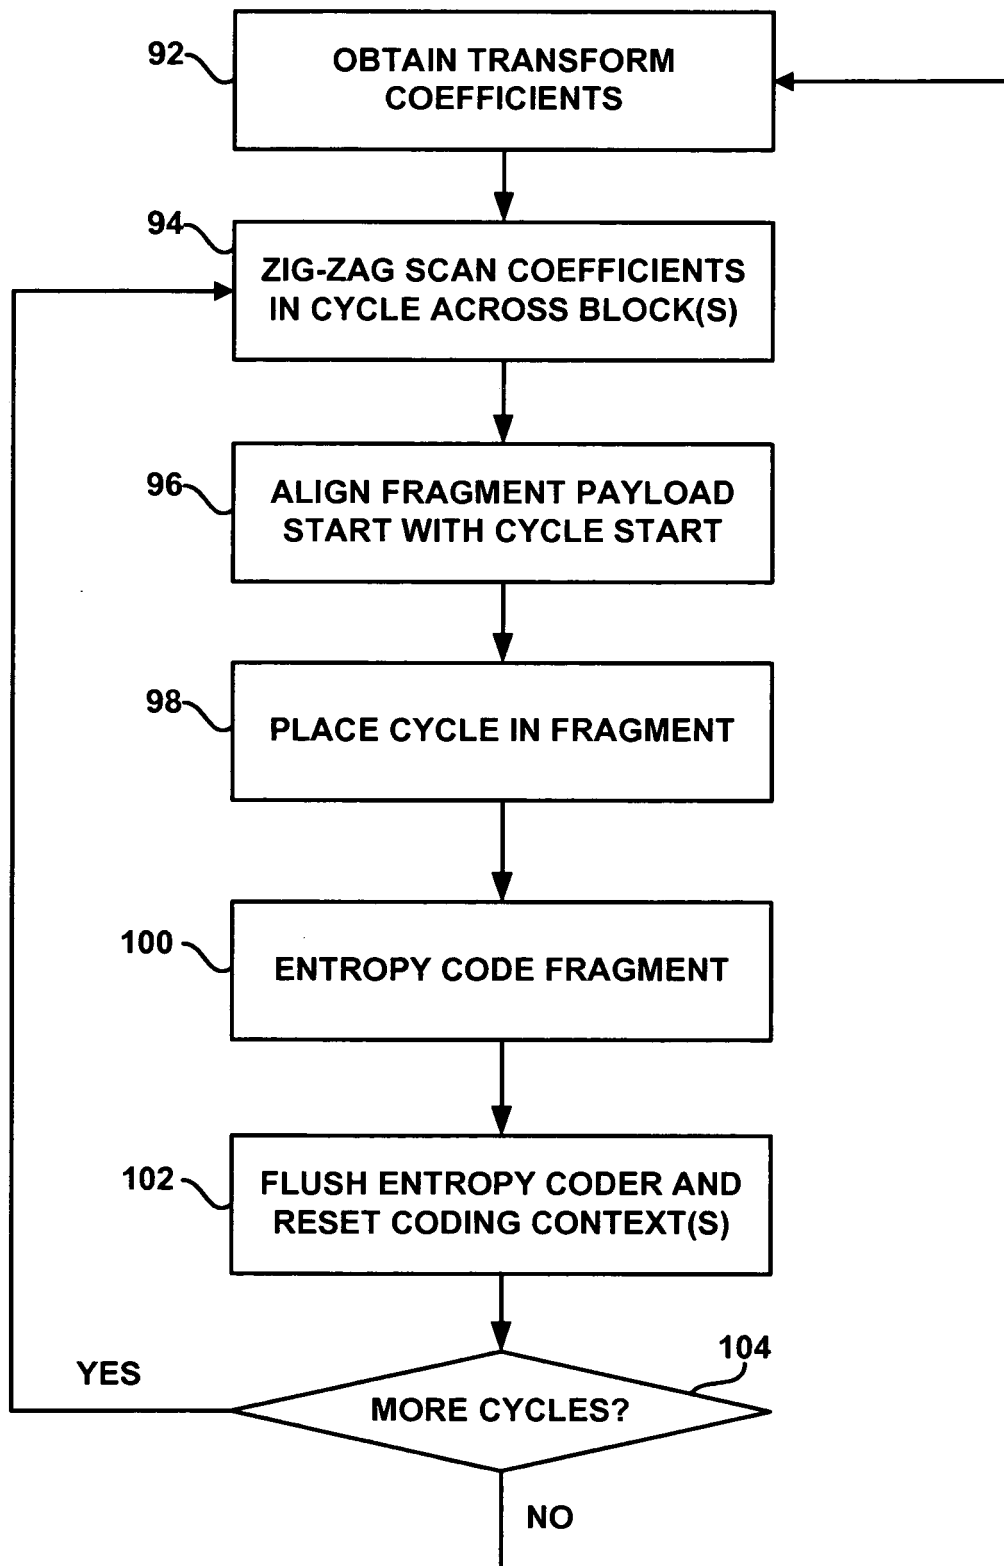 92
OBTAIN TRANSFORM
COEFFICIENTS
94
ZIG-ZAG SCAN COEFFICIENTS
IN CYCLE ACROSS BLOCK(S)
96
ALIGN FRAGMENT PAYLOAD
START WITH CYCLE START
98
PLACE CYCLE IN FRAGMENT
100
ENTROPY CODE FRAGMENT
102
FLUSH ENTROPY CODER AND
RESET CODING CONTEXT(S)
104
YES
MORE CYCLES?
NO